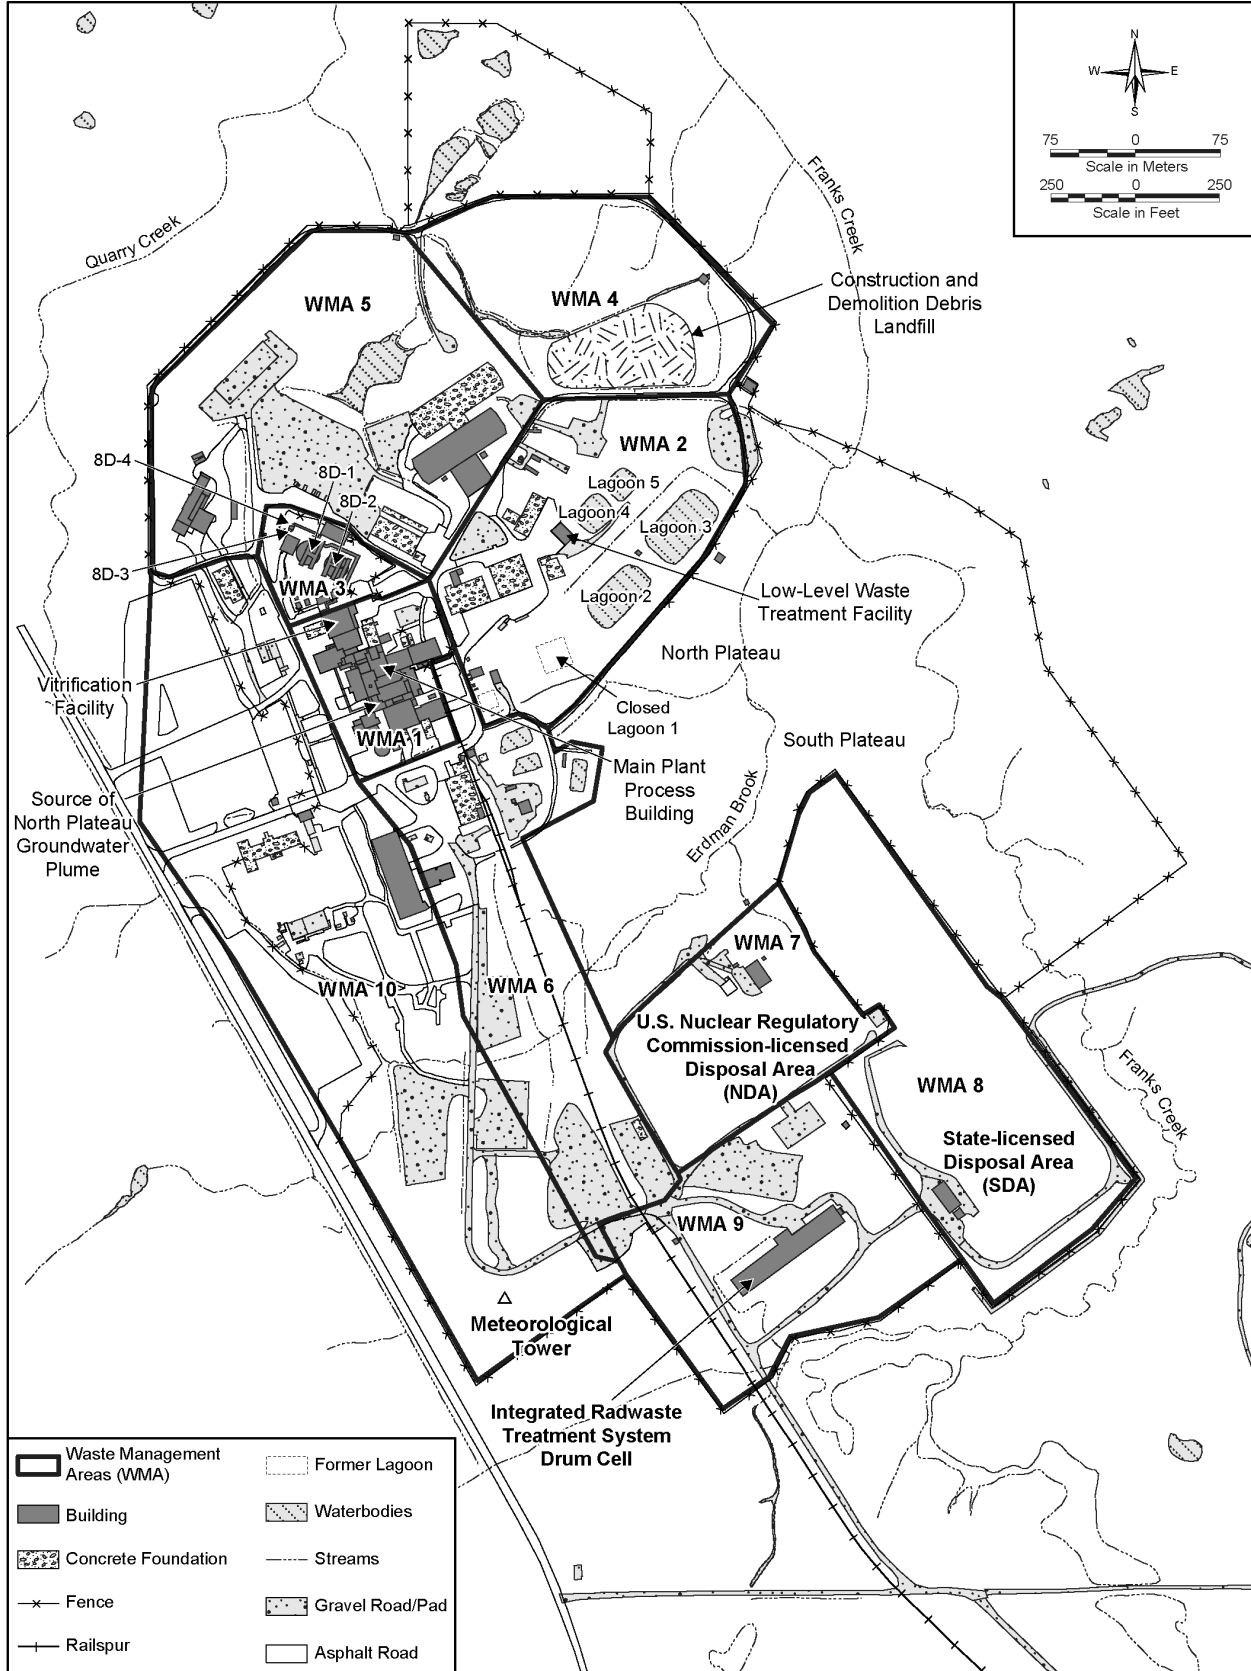 N
W E
S
75 0 75
Scale in Meters
250 0 250
Scale in Feet
Quarry Creek
Franks Creek
WMA 5
WMA 4
Construction and
Demolition Debris
Landfill
WMA 2
8D-4
8D-1
8D-2
Lagoon 5
Lagoon 4
Lagoon 3
8D-3
WMA 3
Lagoon 2
Low-Level Waste
Treatment Facility
North Plateau
Vitrification
Facility
Closed
Lagoon 1
WMA 1
South Plateau
Main Plant
Process
Building
Source of
North Plateau
Groundwater
Plume
Erdman Brook
WMA 7
WMA 10
WMA 6
U.S. Nuclear Regulatory
Commission-licensed
Disposal Area
(NDA)
WMA 8
Franks Creek
State-licensed
Disposal Area
(SDA)
WMA 9
Meteorological
Tower
Integrated Radwaste
Treatment System
Drum Cell
Waste Management
Areas (WMA)
Building
Concrete Foundation
Fence
Railspur
Former Lagoon
Waterbodies
Streams
Gravel Road/Pad
Asphalt Road